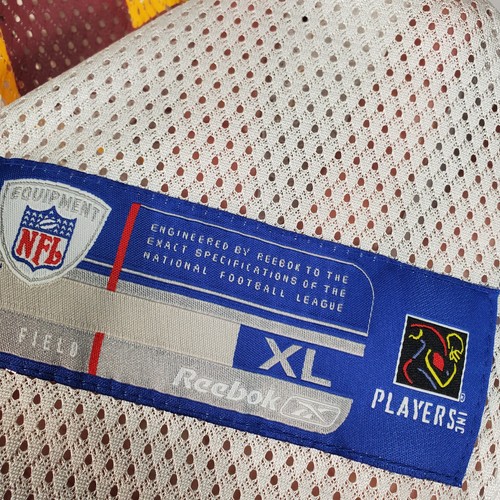 EQUIPMENT
NFL
ENGINEERED BY REEBOK TO THE
EXACT SPECIFICATIONS OF THE
NATIONAL FOOTBALL LEAGUE
XL
FIELD
Reebok
PLAYERS INC
®